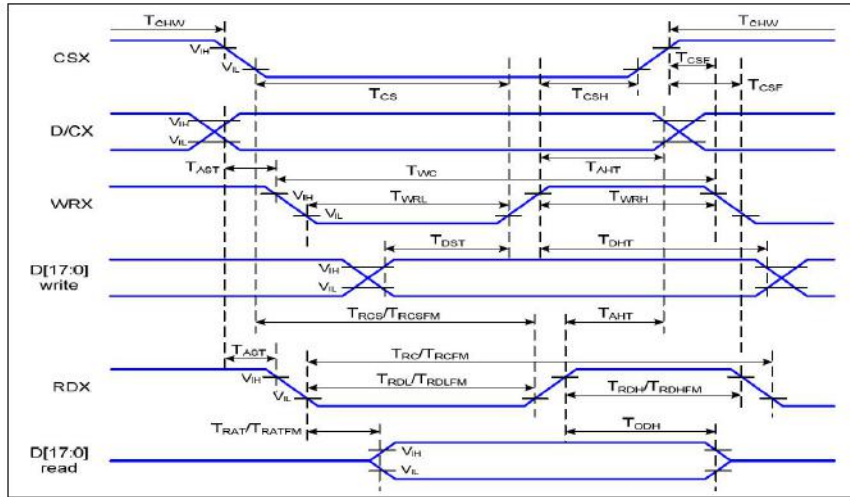 TCHW TCHW
CSX VIH
VIL TCSF
TCS TCSH TCSF
D/CX VIH
VIL
TAST TWC TAHT
WRX VIH TWRL TWRH
VIL
TDST TDHT
D[17:0] VIH
write VIL
TRCS/TRCSFM TAHT
TAST TRC/TRCFM
RDX VIH TRDL/TRDLFM TRDH/TRDHFM
VIL
TRAT/TRATFM TODH
D[17:0] VIH
read VIL